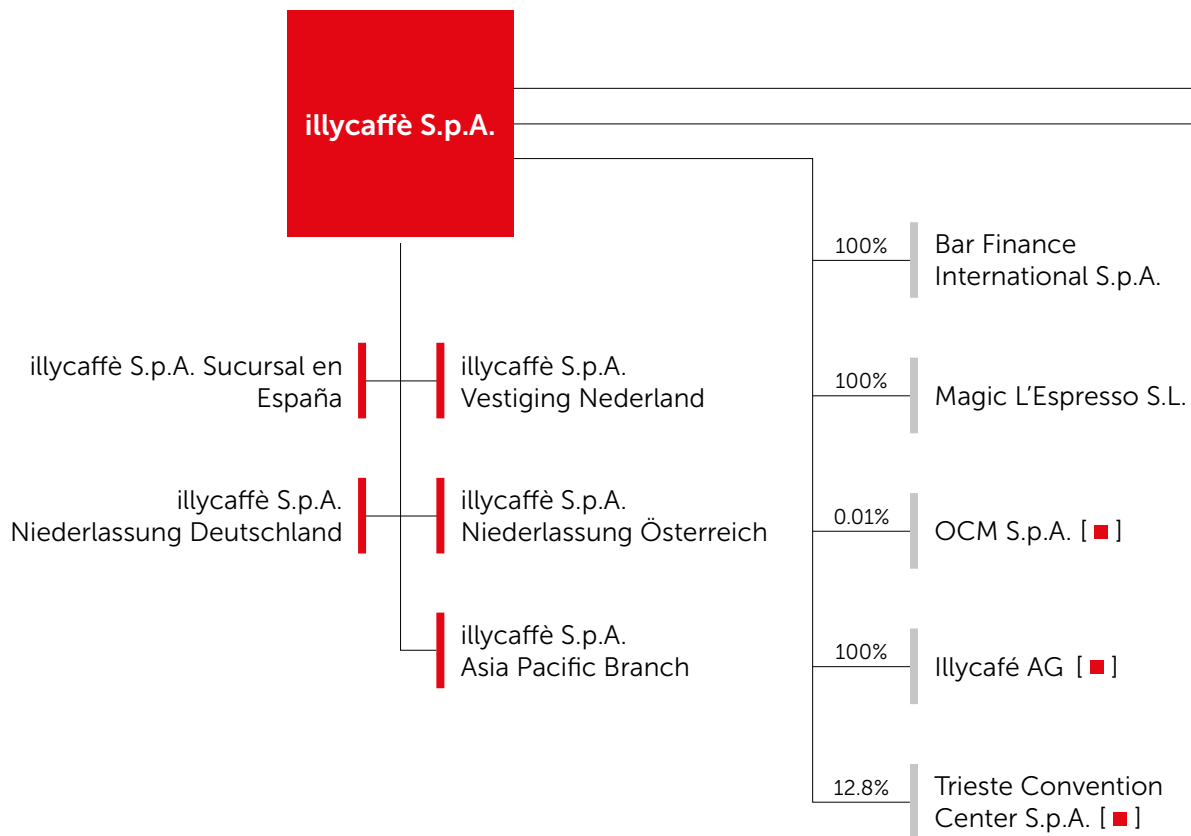 illycaffè S.p.A.
illycaffè S.p.A. Sucursal en
España
illycaffè S.p.A.
Vestiging Nederland
illycaffè S.p.A.
Niederlassung Deutschland
illycaffè S.p.A.
Niederlassung Österreich
illycaffè S.p.A.
Asia Pacific Branch
100%
Bar Finance
International S.p.A.
100%
Magic L’Espresso S.L.
0.01%
OCM S.p.A. [ ■ ]
100%
Illycafé AG [ ■ ]
12.8%
Trieste Convention
Center S.p.A. [ ■ ]